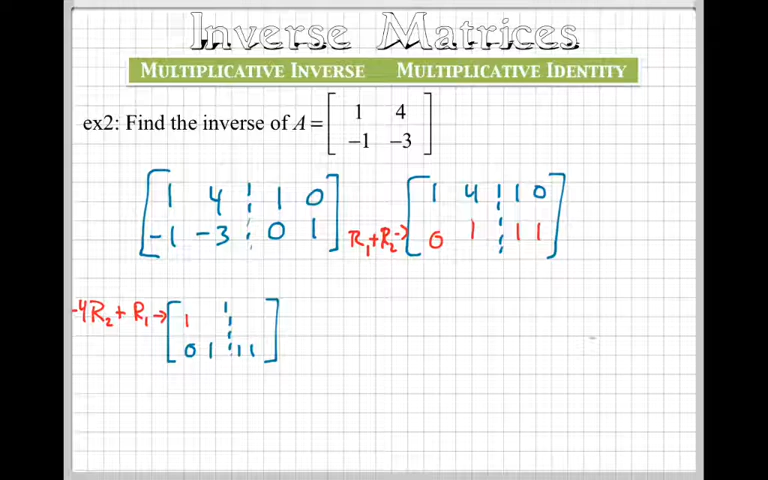 Inverse Matrices
MULTIPLICATIVE INVERSE MULTIPLICATIVE IDENTITY
ex2: Find the inverse of A = [ 1 4
−1 −3 ]
[ 1 4 ¦ 1 0
-1 -3 ¦ 0 1 ] R₁+R₂→ [ 1 4 ¦ 1 0
0 1 ¦ 1 1 ]
-4R₂+R₁→ [ 1 ¦
0 1 ¦ 1 1 ]